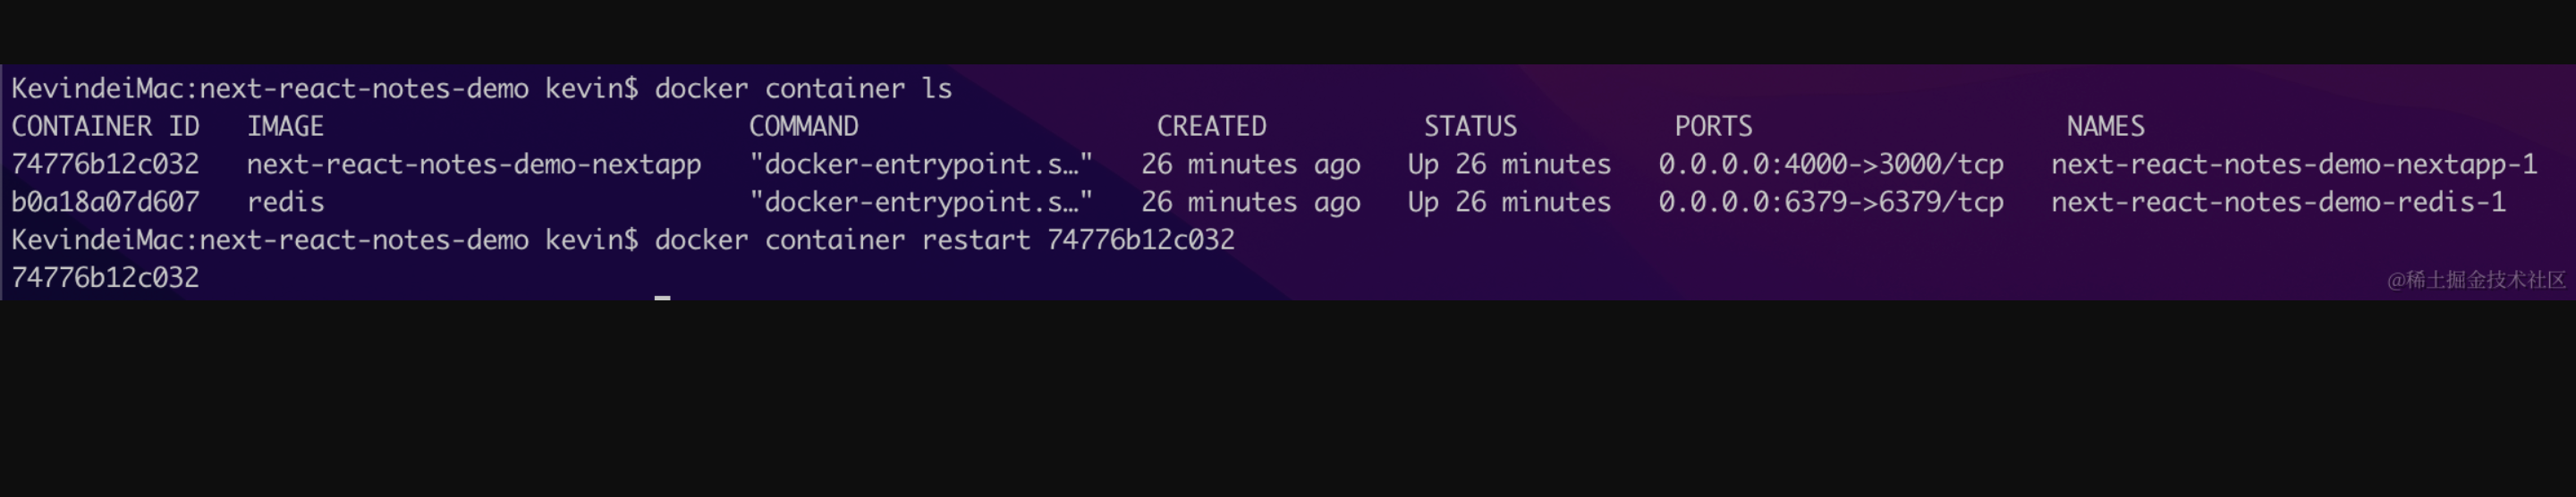 KevindeiMac:next-react-notes-demo kevin$ docker container ls
CONTAINER ID   IMAGE                           COMMAND                   CREATED          STATUS          PORTS                    NAMES
74776b12c032   next-react-notes-demo-nextapp   "docker-entrypoint.s…"   26 minutes ago   Up 26 minutes   0.0.0.0:4000->3000/tcp   next-react-notes-demo-nextapp-1
b0a18a07d607   redis                           "docker-entrypoint.s…"   26 minutes ago   Up 26 minutes   0.0.0.0:6379->6379/tcp   next-react-notes-demo-redis-1
KevindeiMac:next-react-notes-demo kevin$ docker container restart 74776b12c032
74776b12c032
@稀土掘金技术社区